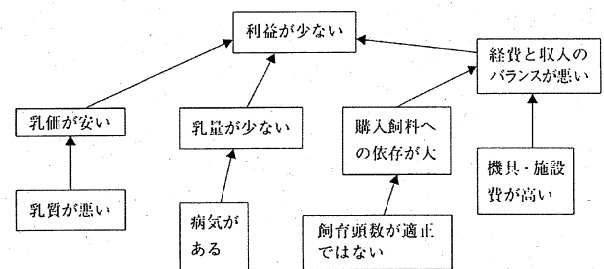 利益が少ない
経費と収入の
バランスが悪い
乳価が安い
乳量が少ない
購入飼料へ
の依存が大
機具・施設
費が高い
乳質が悪い
病気が
ある
飼育頭数が適正
ではない